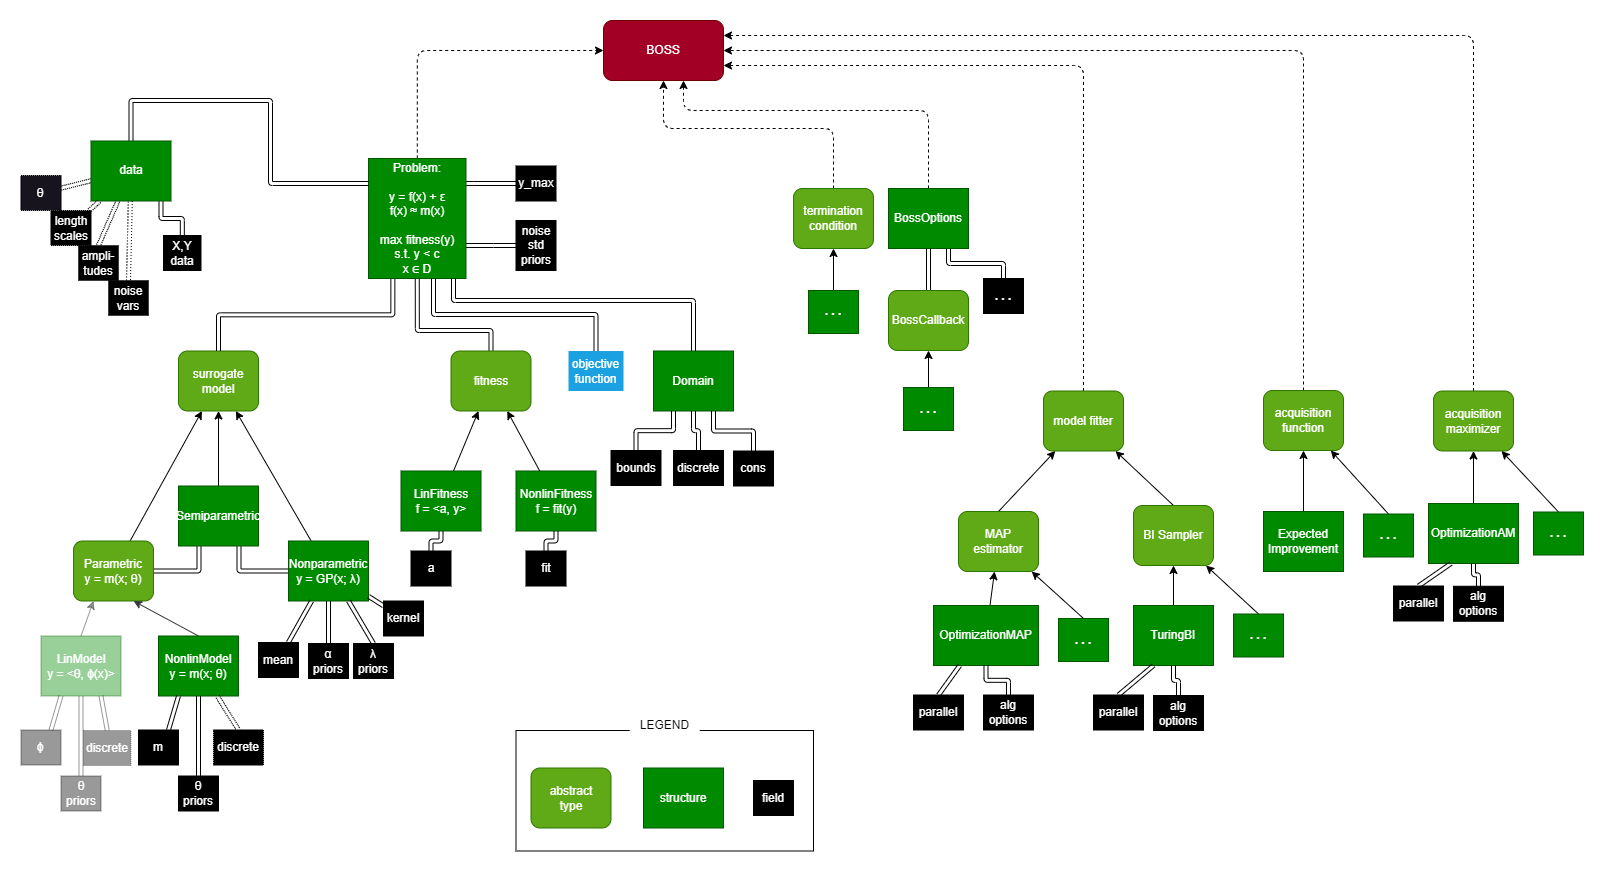 BOSS
data
θ
length
scales
ampli-
tudes
noise
vars
X,Y
data
Problem:
y = f(x) + ε
f(x) ≈ m(x)
max fitness(y)
s.t. y < c
x ∈ D
y_max
noise
std
priors
termination
condition
. . .
BossOptions
BossCallback
. . .
. . .
surrogate
model
fitness
objective
function
Domain
bounds
discrete
cons
LinFitness
f = <a, y>
a
NonlinFitness
f = fit(y)
fit
Semiparametric
Parametric
y = m(x; θ)
Nonparametric
y = GP(x; λ)
mean
α
priors
λ
priors
kernel
LinModel
y = <θ, ϕ(x)>
ϕ
θ
priors
discrete
NonlinModel
y = m(x; θ)
m
θ
priors
discrete
model fitter
MAP
estimator
OptimizationMAP
parallel
alg
options
. . .
BI Sampler
TuringBI
parallel
alg
options
. . .
acquisition
function
Expected
Improvement
. . .
acquisition
maximizer
OptimizationAM
parallel
alg
options
. . .
LEGEND
abstract
type
structure
field